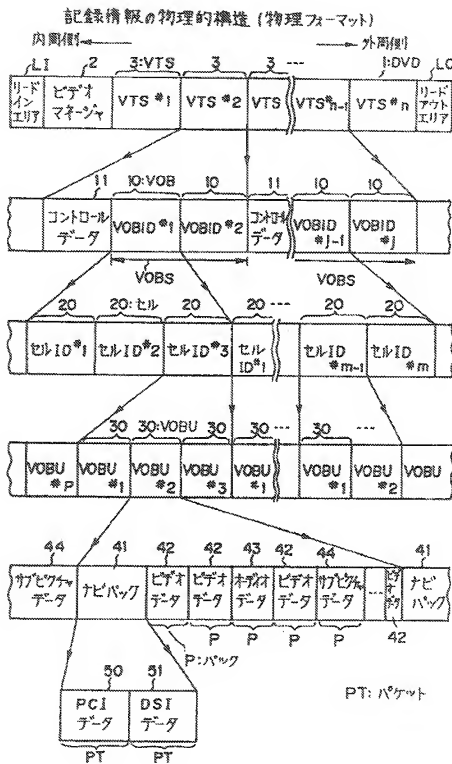 記録情報の物理的構造(物理フォーマット)
内周側 外周側
LI 2 3:VTS 3 3 --- 1:DVD LO
リードインエリア ビデオマネージャ VTS #1 VTS #2 VTS VTS#n-1 VTS #n リードアウトエリア
11 10:VOB 10 11 10 10
コントロールデータ VOBID #1 VOBID #2 コントロールデータ VOBID #J-1 VOBID #J
VOBS VOBS
20 20:セル 20 20 --- 20 20
セルID#1 セルID#2 セルID#3 セルID#1 セルID#m-1 セルID#m
30 30:VOBU 30 30 --- 30 ---
VOBU #P VOBU #1 VOBU #2 VOBU #3 VOBU #1 VOBU #1 VOBU #2 VOBU
44 41 42 42 43 42 44 41
サブピクチャデータ ナビパック ビデオデータ ビデオデータ オーディオデータ ビデオデータ サブピクチャデータ --- ビデオデータ ナビパック
P P P P 42
P:パック
50 51
PCIデータ DSIデータ
PT PT
PT: パケット